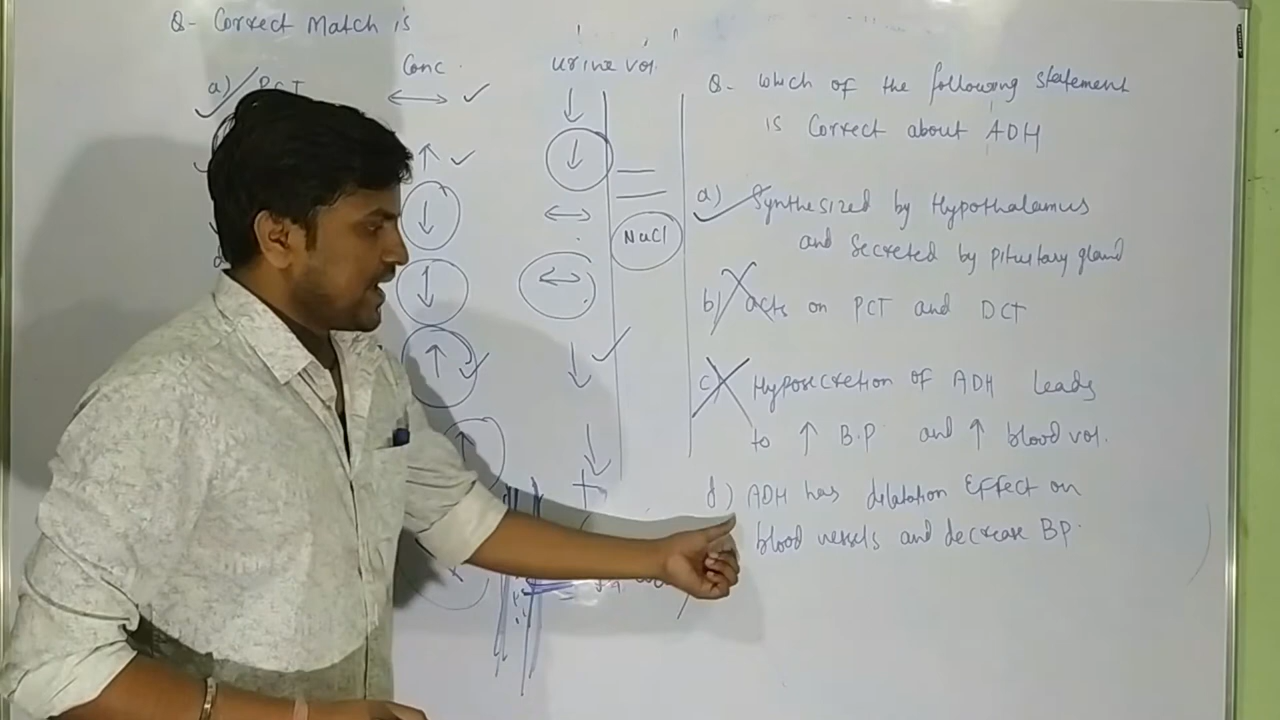 Q- Correct Match is
Conc. urine vol.
a) PCT
NaCl
Q- Which of the following statement
is Correct about ADH
a) Synthesized by Hypothalamus
and Secreted by pituitary gland
b) acts on PCT and DCT
c) Hyposecretion of ADH Leads
to ↑ B.P and ↑ blood vol.
d) ADH has dilatation Effect on
blood vessels and decrease BP.